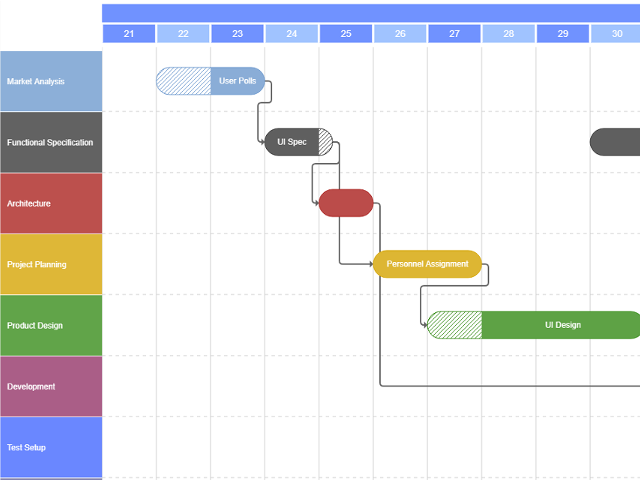 21 22 23 24 25 26 27 28 29 30
Market Analysis
User Polls
Functional Specification
UI Spec
Architecture
Project Planning
Personnel Assignment
Product Design
UI Design
Development
Test Setup